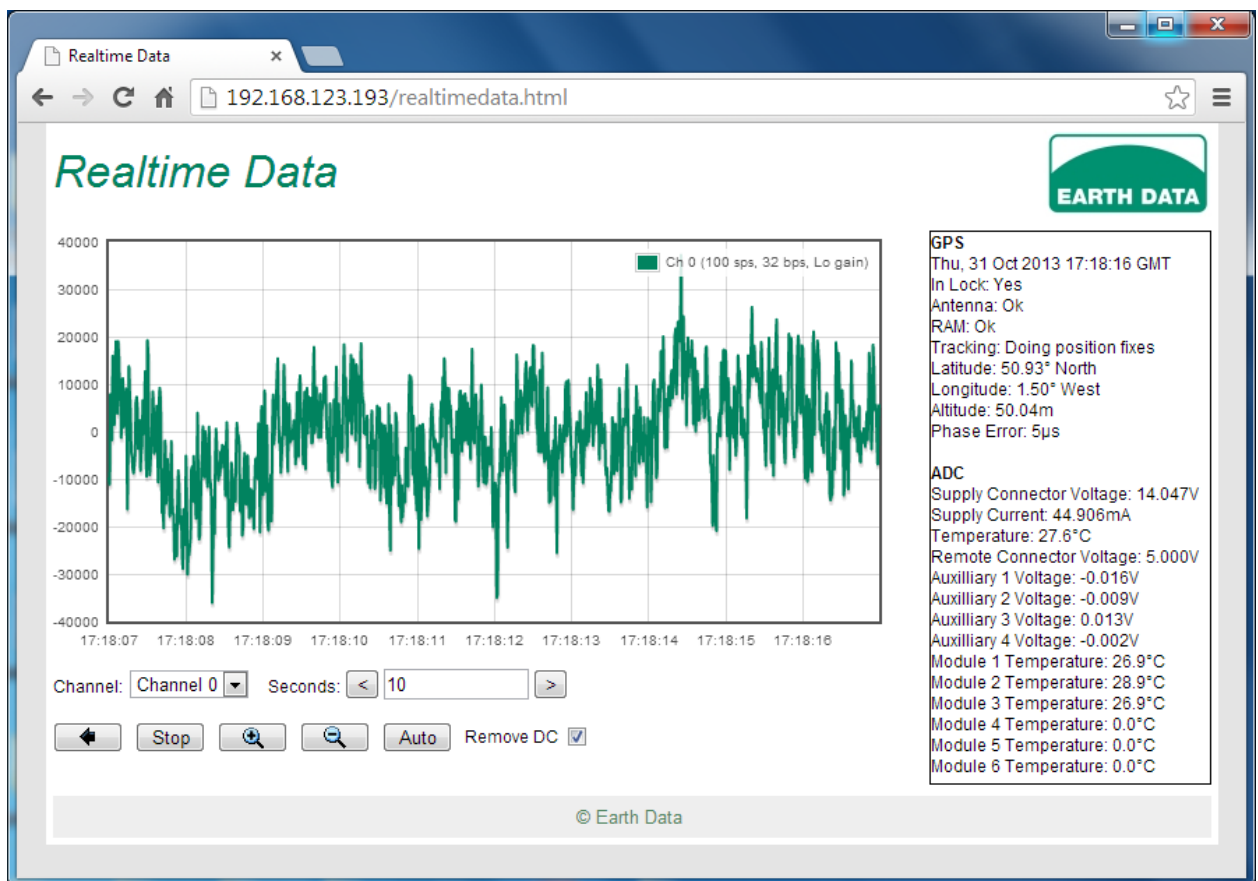 Realtime Data
192.168.123.193/realtimedata.html
Realtime Data
EARTH DATA
40000
30000
20000
10000
0
-10000
-20000
-30000
-40000
Ch 0 (100 sps, 32 bps, Lo gain)
17:18:07 17:18:08 17:18:09 17:18:10 17:18:11 17:18:12 17:18:13 17:18:14 17:18:15 17:18:16
Channel: Channel 0 Seconds: < 10 >
Stop Auto Remove DC
GPS
Thu, 31 Oct 2013 17:18:16 GMT
In Lock: Yes
Antenna: Ok
RAM: Ok
Tracking: Doing position fixes
Latitude: 50.93° North
Longitude: 1.50° West
Altitude: 50.04m
Phase Error: 5µs
ADC
Supply Connector Voltage: 14.047V
Supply Current: 44.906mA
Temperature: 27.6°C
Remote Connector Voltage: 5.000V
Auxilliary 1 Voltage: -0.016V
Auxilliary 2 Voltage: -0.009V
Auxilliary 3 Voltage: 0.013V
Auxilliary 4 Voltage: -0.002V
Module 1 Temperature: 26.9°C
Module 2 Temperature: 28.9°C
Module 3 Temperature: 26.9°C
Module 4 Temperature: 0.0°C
Module 5 Temperature: 0.0°C
Module 6 Temperature: 0.0°C
© Earth Data